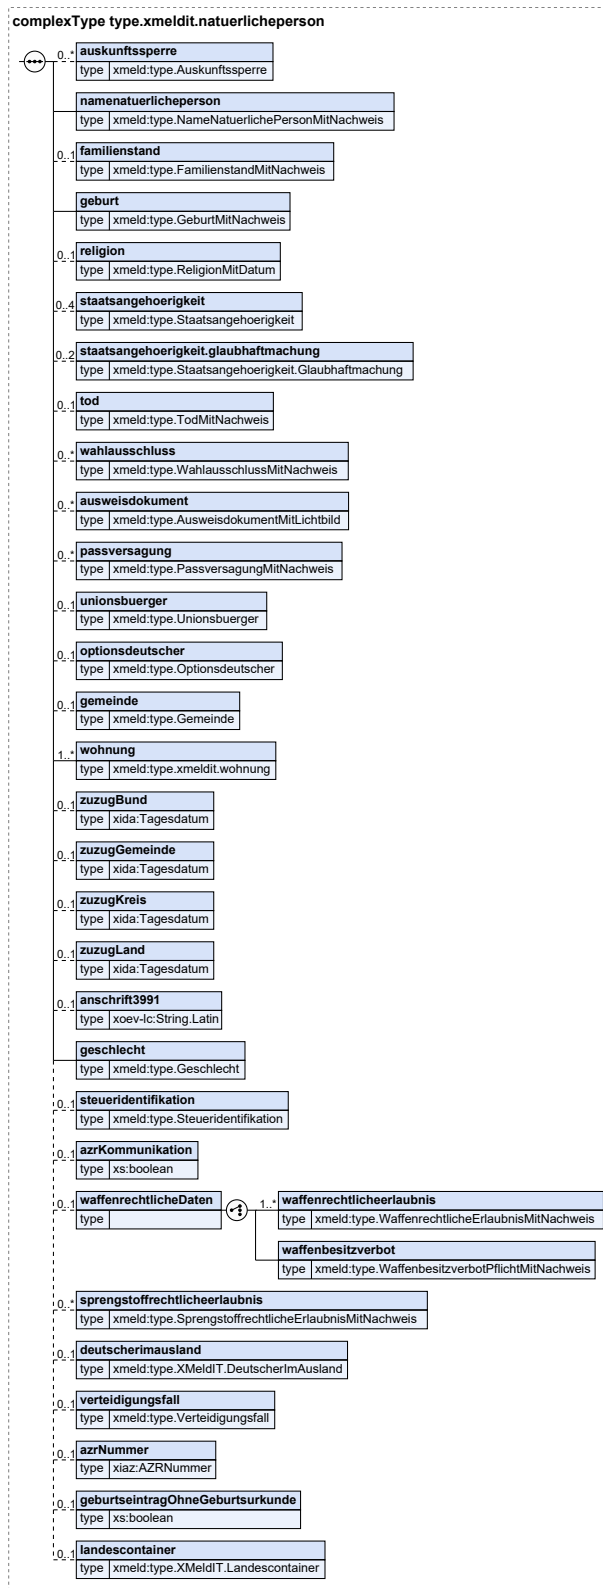 complexType type.xmeldit.natuerlicheperson
0..*
auskunftssperre
type xmeld:type.Auskunftssperre
namenatuerlicheperson
type xmeld:type.NameNatuerlichePersonMitNachweis
0..1
familienstand
type xmeld:type.FamilienstandMitNachweis
geburt
type xmeld:type.GeburtMitNachweis
0..1
religion
type xmeld:type.ReligionMitDatum
0..4
staatsangehoerigkeit
type xmeld:type.Staatsangehoerigkeit
0..2
staatsangehoerigkeit.glaubhaftmachung
type xmeld:type.Staatsangehoerigkeit.Glaubhaftmachung
0..1
tod
type xmeld:type.TodMitNachweis
0..*
wahlausschluss
type xmeld:type.WahlausschlussMitNachweis
0..*
ausweisdokument
type xmeld:type.AusweisdokumentMitLichtbild
0..*
passversagung
type xmeld:type.PassversagungMitNachweis
0..1
unionsbuerger
type xmeld:type.Unionsbuerger
0..1
optionsdeutscher
type xmeld:type.Optionsdeutscher
0..1
gemeinde
type xmeld:type.Gemeinde
1..*
wohnung
type xmeld:type.xmeldit.wohnung
0..1
zuzugBund
type xida:Tagesdatum
0..1
zuzugGemeinde
type xida:Tagesdatum
0..1
zuzugKreis
type xida:Tagesdatum
0..1
zuzugLand
type xida:Tagesdatum
0..1
anschrift3991
type xoev-lc:String.Latin
geschlecht
type xmeld:type.Geschlecht
0..1
steueridentifikation
type xmeld:type.Steueridentifikation
0..1
azrKommunikation
type xs:boolean
0..1
waffenrechtlicheDaten
type
1..*
waffenrechtlicheerlaubnis
type xmeld:type.WaffenrechtlicheErlaubnisMitNachweis
waffenbesitzverbot
type xmeld:type.WaffenbesitzverbotPflichtMitNachweis
0..*
sprengstoffrechtlicheerlaubnis
type xmeld:type.SprengstoffrechtlicheErlaubnisMitNachweis
0..1
deutscherimausland
type xmeld:type.XMeldIT.DeutscherImAusland
0..1
verteidigungsfall
type xmeld:type.Verteidigungsfall
0..1
azrNummer
type xiaz:AZRNummer
0..1
geburtseintragOhneGeburtsurkunde
type xs:boolean
0..1
landescontainer
type xmeld:type.XMeldIT.Landescontainer